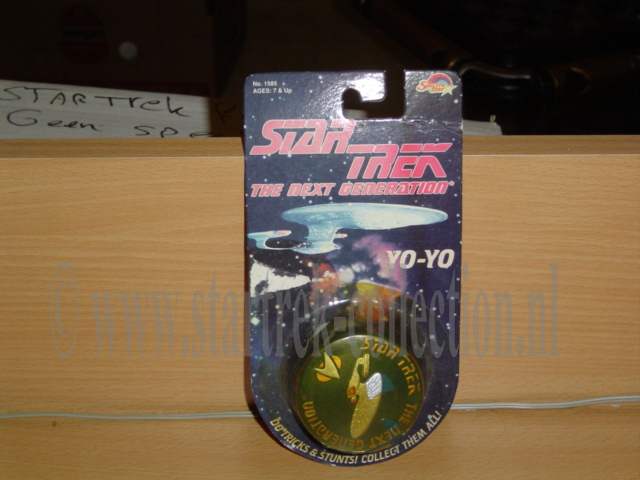 No. 1585
AGES: 7 & Up
STARTrek
Geen SPE
STAR TREK
THE NEXT GENERATION
YO-YO
© www.startrek-collection.nl
STAR TREK THE NEXT GENERATION
DO TRICKS & STUNTS! COLLECT THEM ALL!